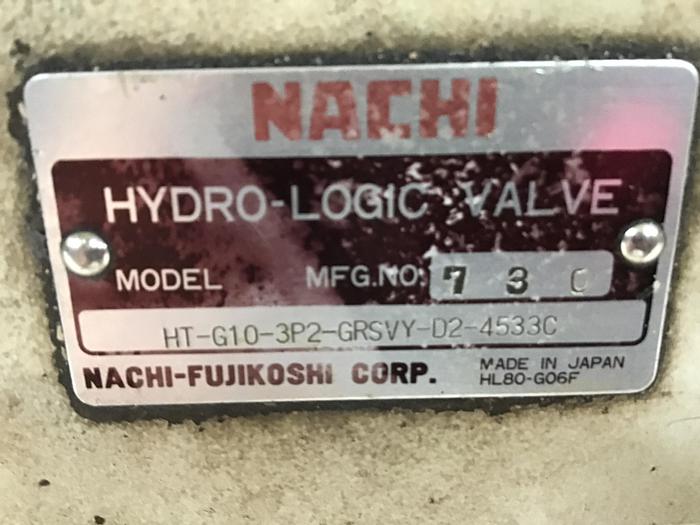 NACHI
HYDRO-LOGIC VALVE
MODEL MFG.NO. 7 3 C
HT-G10-3P2-GRSVY-D2-4533C
NACHI-FUJIKOSHI CORP.
MADE IN JAPAN
HL80-G06F